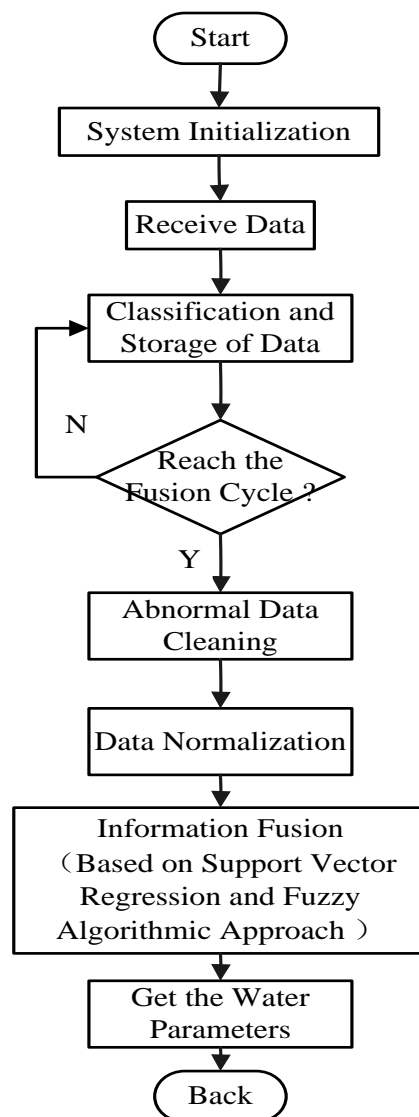 Start
System Initialization
Receive Data
Classification and
Storage of Data
N
Reach the
Fusion Cycle ?
Y
Abnormal Data
Cleaning
Data Normalization
Information Fusion
（Based on Support Vector
Regression and Fuzzy
Algorithmic Approach ）
Get the Water
Parameters
Back